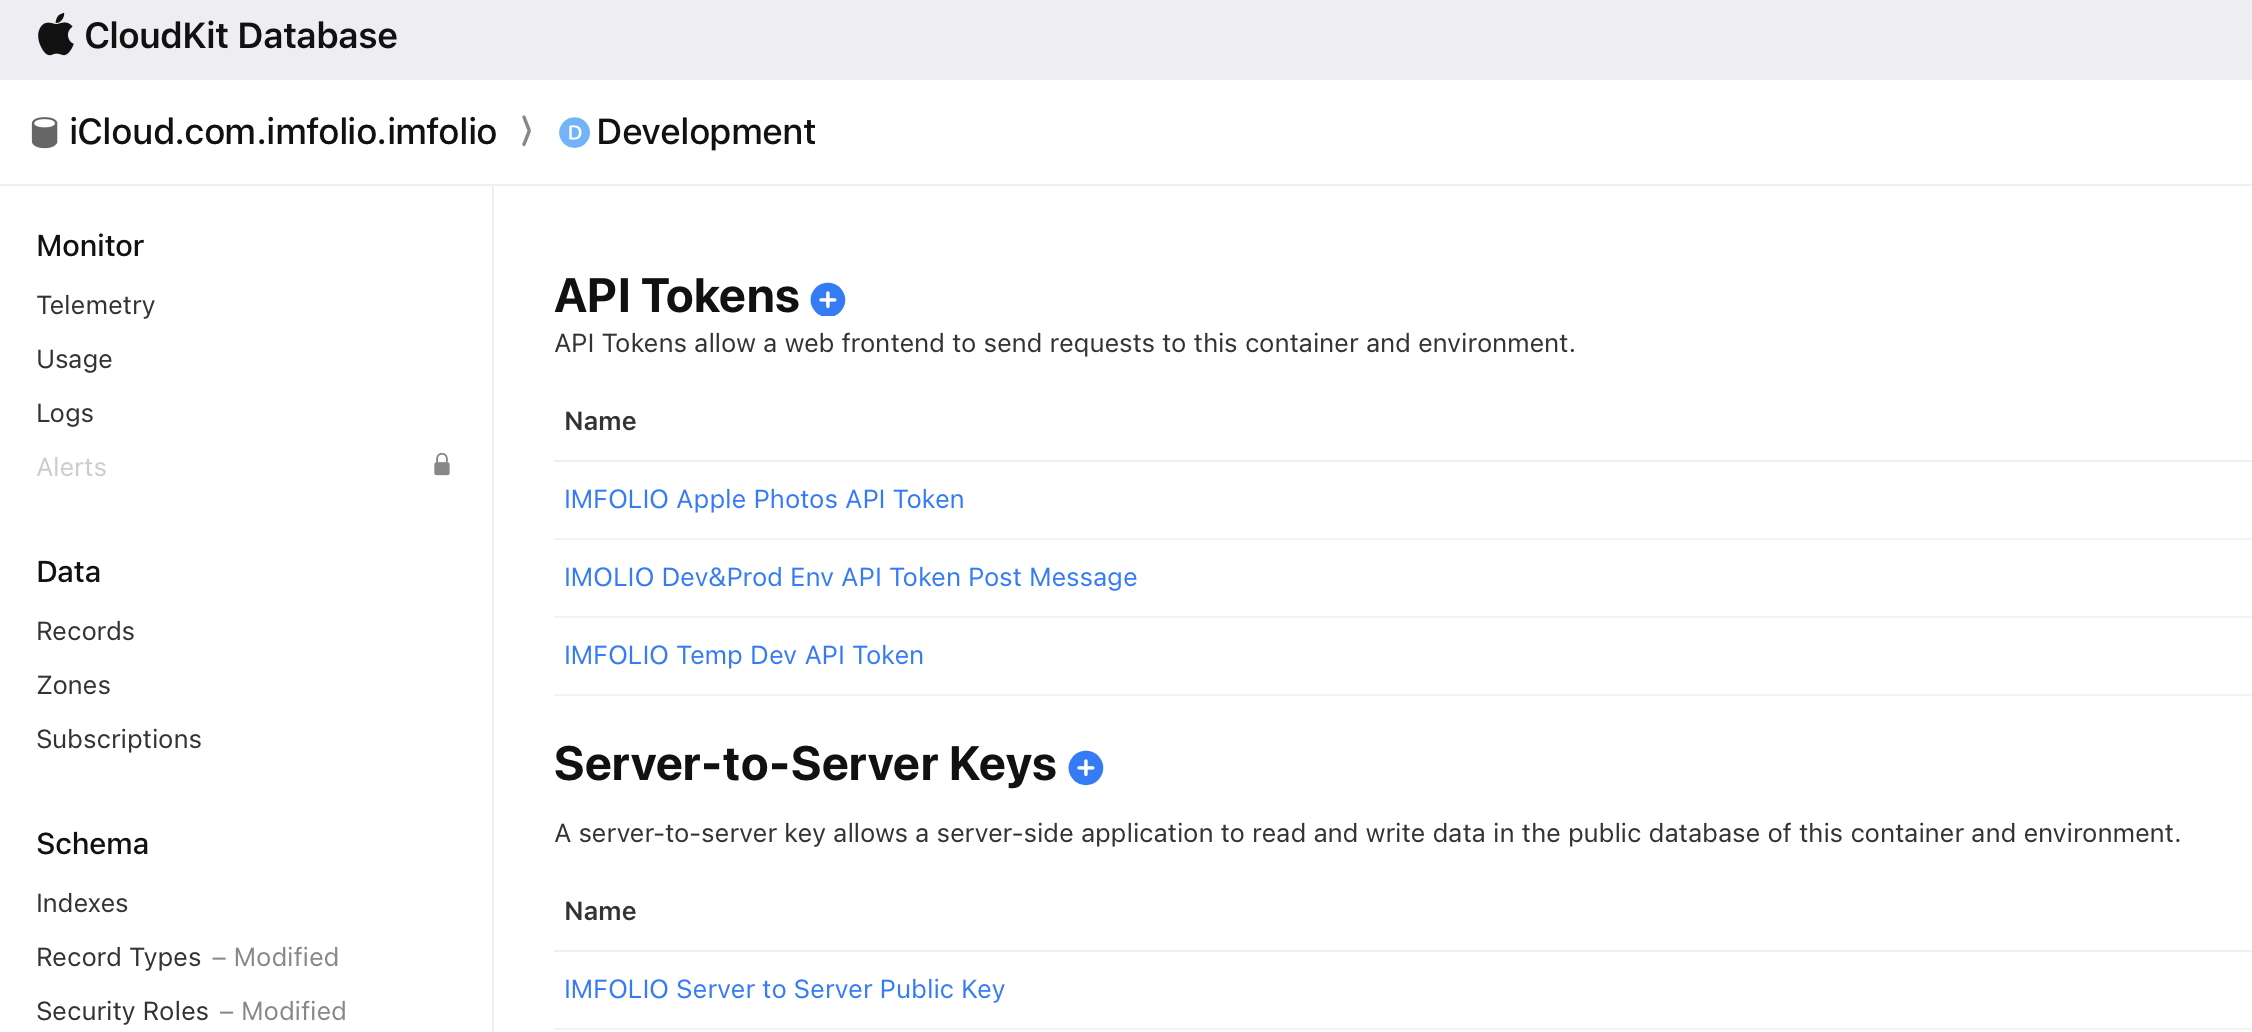 CloudKit Database
iCloud.com.imfolio.imfolio
D Development
Monitor
Telemetry
Usage
Logs
Alerts
Data
Records
Zones
Subscriptions
Schema
Indexes
Record Types – Modified
Security Roles – Modified
API Tokens
API Tokens allow a web frontend to send requests to this container and environment.
Name
IMFOLIO Apple Photos API Token
IMOLIO Dev&Prod Env API Token Post Message
IMFOLIO Temp Dev API Token
Server-to-Server Keys
A server-to-server key allows a server-side application to read and write data in the public database of this container and environment.
Name
IMFOLIO Server to Server Public Key